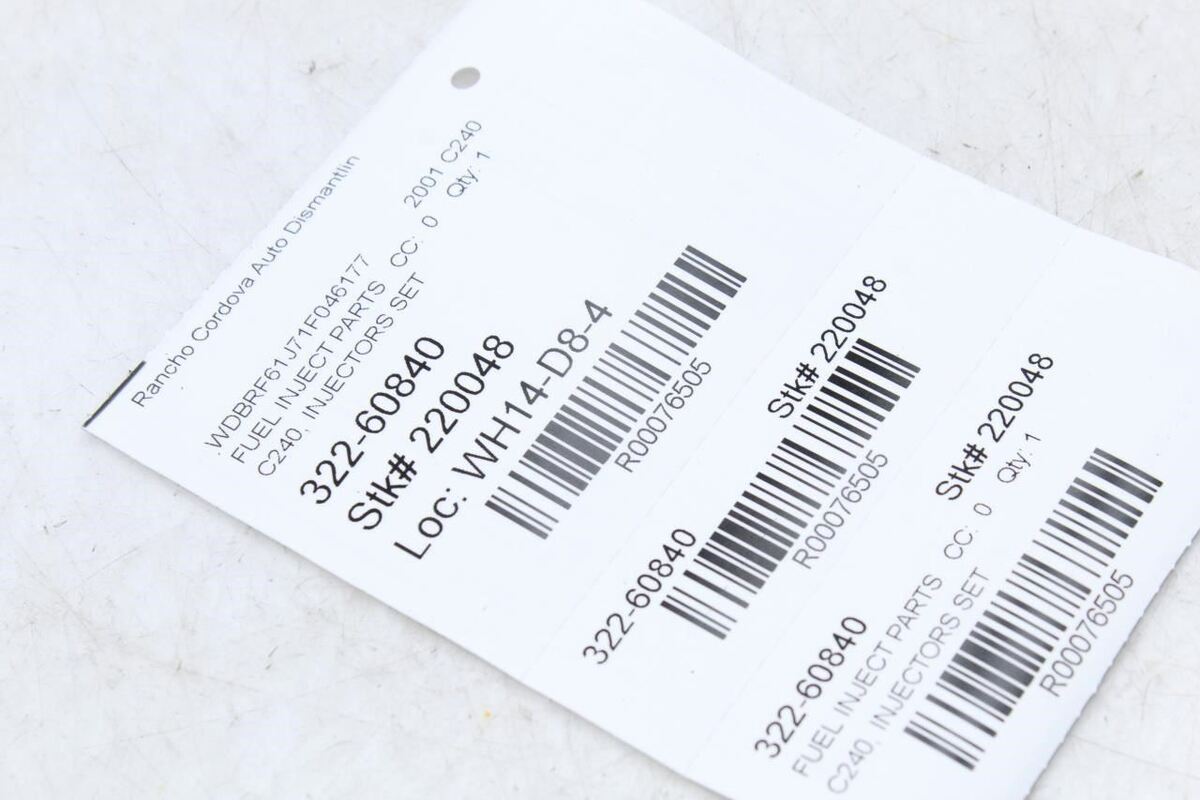 Rancho Cordova Auto Dismantlin
WDBRF61J71F046177 2001 C240
FUEL INJECT PARTS CC: 0 Qty: 1
C240, INJECTORS SET
322-60840
Stk# 220048
Loc: WH14-D8-4
R00076505
322-60840 Stk# 220048
R00076505
322-60840 Stk# 220048
FUEL INJECT PARTS CC: 0 Qty: 1
C240, INJECTORS SET
R00076505